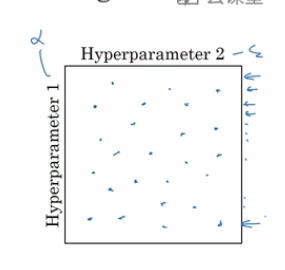 α
Hyperparameter 2 - ε
Hyperparameter 1